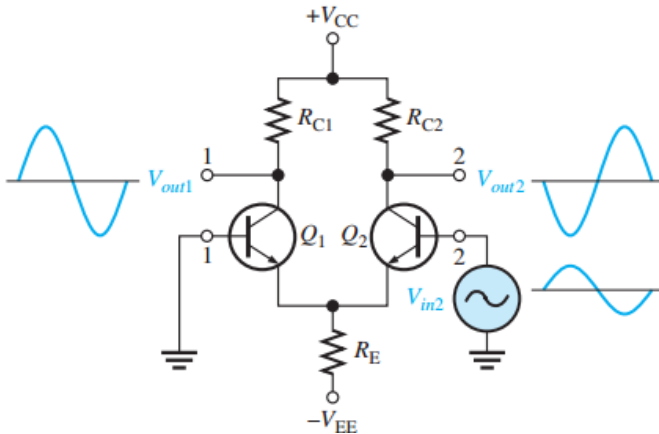 +VCC
RC1 RC2
1 2
Vout1 Vout2
Q1 Q2
1 2
Vin2
RE
−VEE